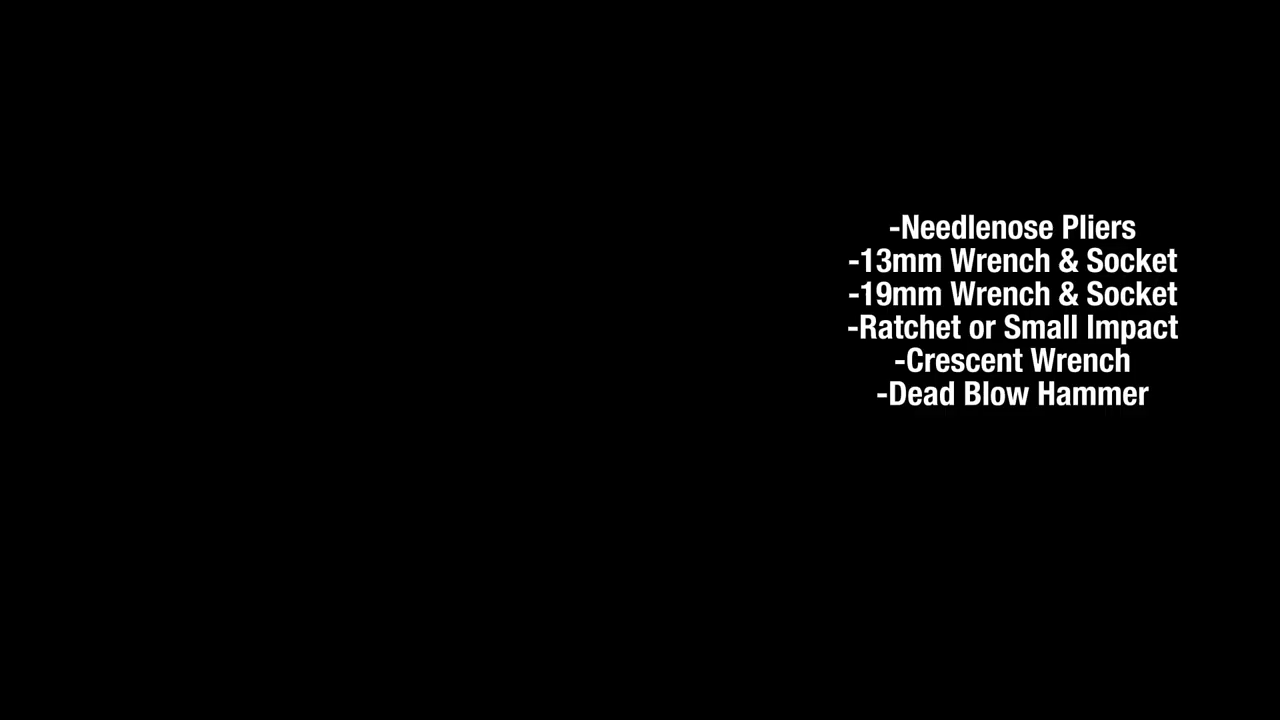 -Needlenose Pliers
-13mm Wrench & Socket
-19mm Wrench & Socket
-Ratchet or Small Impact
-Crescent Wrench
-Dead Blow Hammer